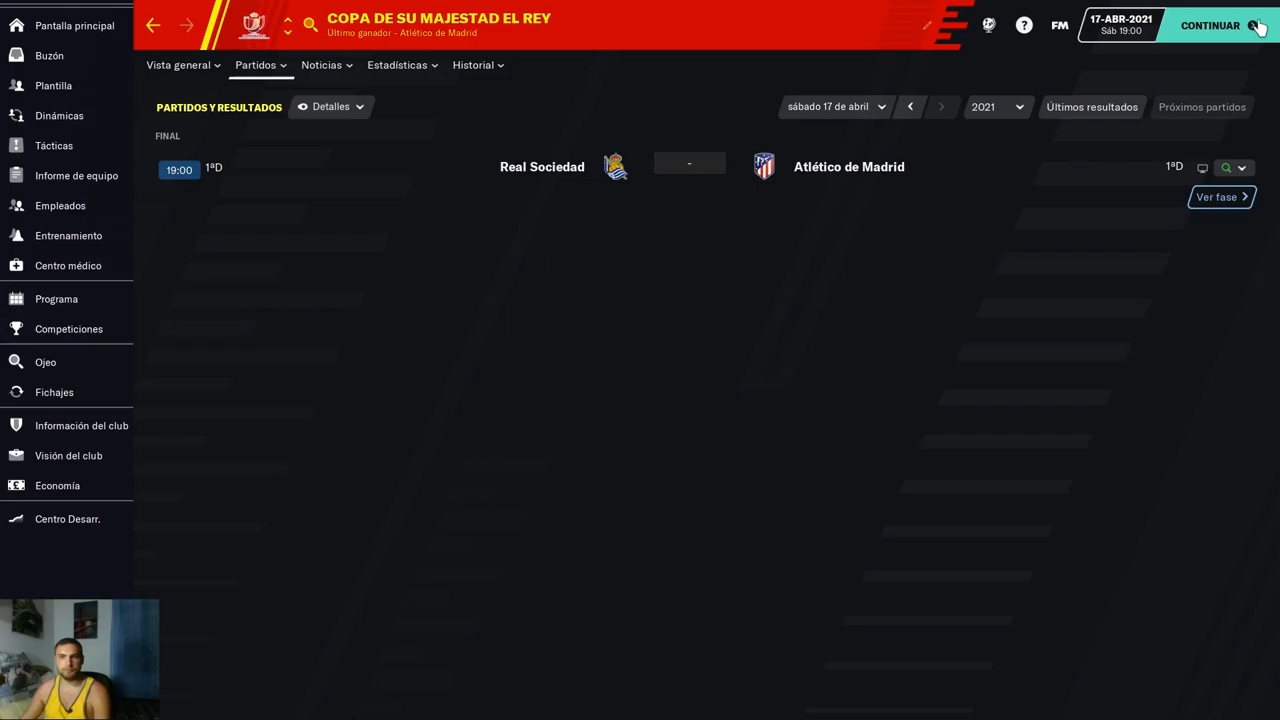 Pantalla principal
Buzón
Plantilla
Dinámicas
Tácticas
Informe de equipo
Empleados
Entrenamiento
Centro médico
Programa
Competiciones
Ojeo
Fichajes
Información del club
Visión del club
Economía
Centro Desarr.
COPA DE SU MAJESTAD EL REY
Último ganador - Atlético de Madrid
? FM 17-ABR-2021
Sáb 19:00
CONTINUAR
Vista general Partidos Noticias Estadísticas Historial
PARTIDOS Y RESULTADOS Detalles sábado 17 de abril 2021 Últimos resultados Próximos partidos
FINAL
19:00 1ªD Real Sociedad - Atlético de Madrid 1ªD
Ver fase